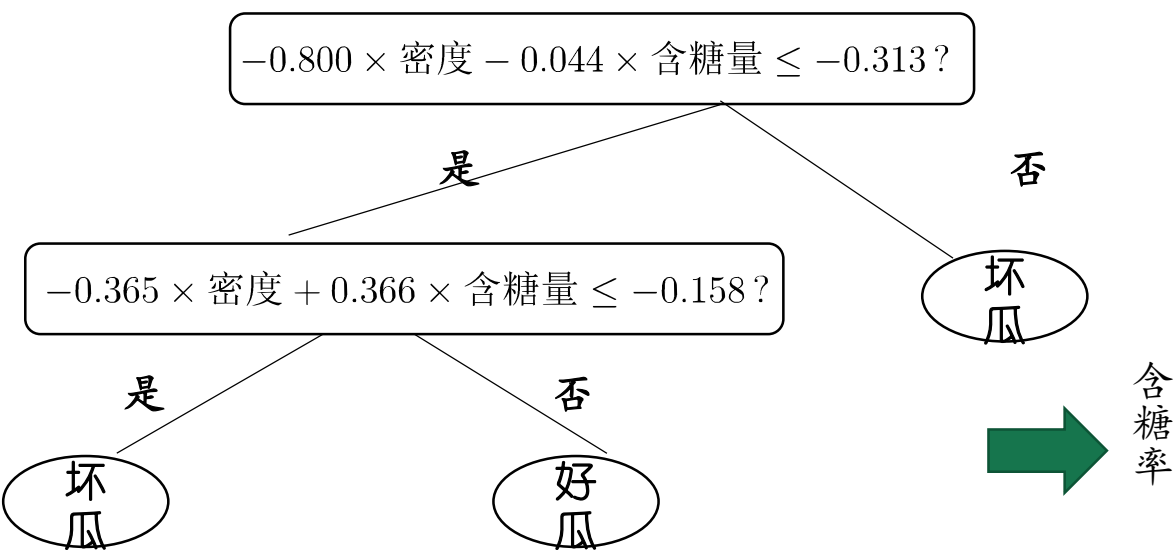 −0.800 × 密度 − 0.044 × 含糖量 ≤ −0.313？
是
否
−0.365 × 密度 + 0.366 × 含糖量 ≤ −0.158？
坏
瓜
是
否
坏
瓜
好
瓜
含糖率